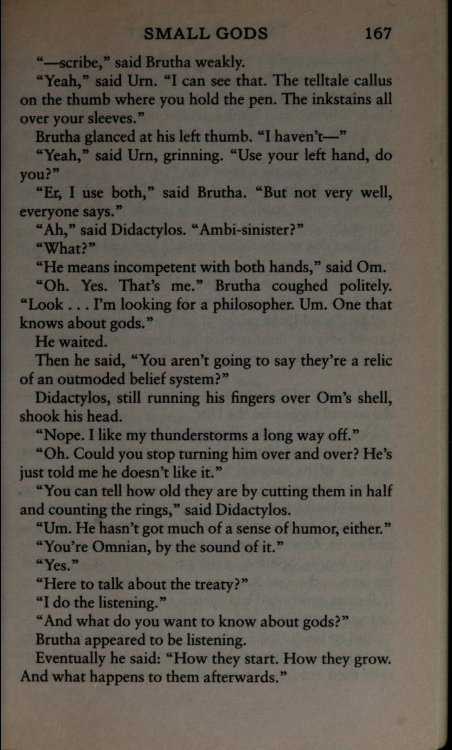 SMALL GODS 167
“—scribe,” said Brutha weakly.
“Yeah,” said Urn. “I can see that. The telltale callus
on the thumb where you hold the pen. The inkstains all
over your sleeves.”
Brutha glanced at his left thumb. “I haven’t—”
“Yeah,” said Urn, grinning. “Use your left hand, do
you?”
“Er, I use both,” said Brutha. “But not very well,
everyone says.”
“Ah,” said Didactylos. “Ambi-sinister?”
“What?”
“He means incompetent with both hands,” said Om.
“Oh. Yes. That’s me.” Brutha coughed politely.
“Look . . . I’m looking for a philosopher. Um. One that
knows about gods.”
He waited.
Then he said, “You aren’t going to say they’re a relic
of an outmoded belief system?”
Didactylos, still running his fingers over Om’s shell,
shook his head.
“Nope. I like my thunderstorms a long way off.”
“Oh. Could you stop turning him over and over? He’s
just told me he doesn’t like it.”
“You can tell how old they are by cutting them in half
and counting the rings,” said Didactylos.
“Um. He hasn’t got much of a sense of humor, either.”
“You’re Omnian, by the sound of it.”
“Yes.”
“Here to talk about the treaty?”
“I do the listening.”
“And what do you want to know about gods?”
Brutha appeared to be listening.
Eventually he said: “How they start. How they grow.
And what happens to them afterwards.”